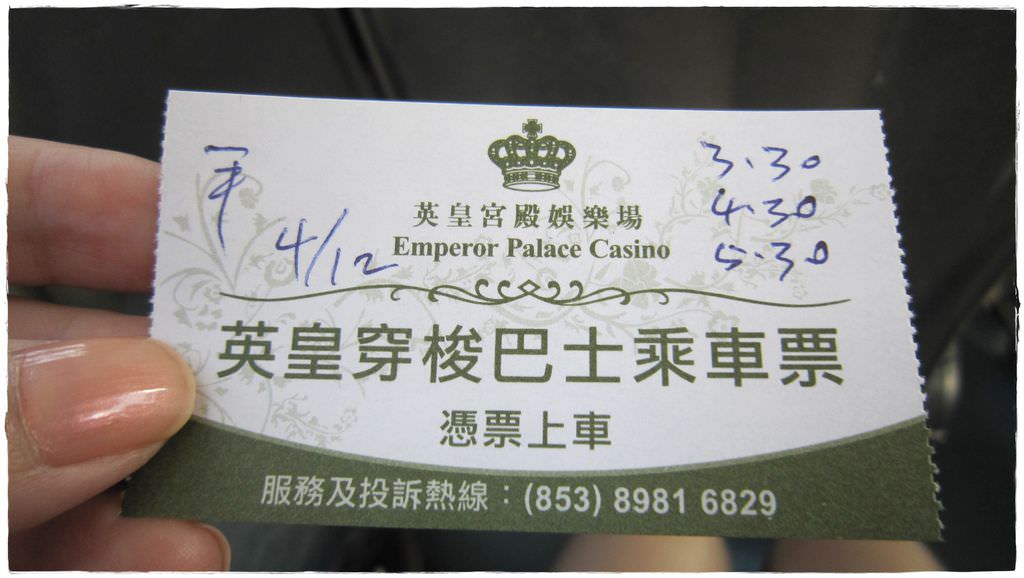 4/12
英皇宮殿娛樂場
Emperor Palace Casino
3.30
4.30
5.30
英皇穿梭巴士乘車票
憑票上車
服務及投訴熱線：(853) 8981 6829